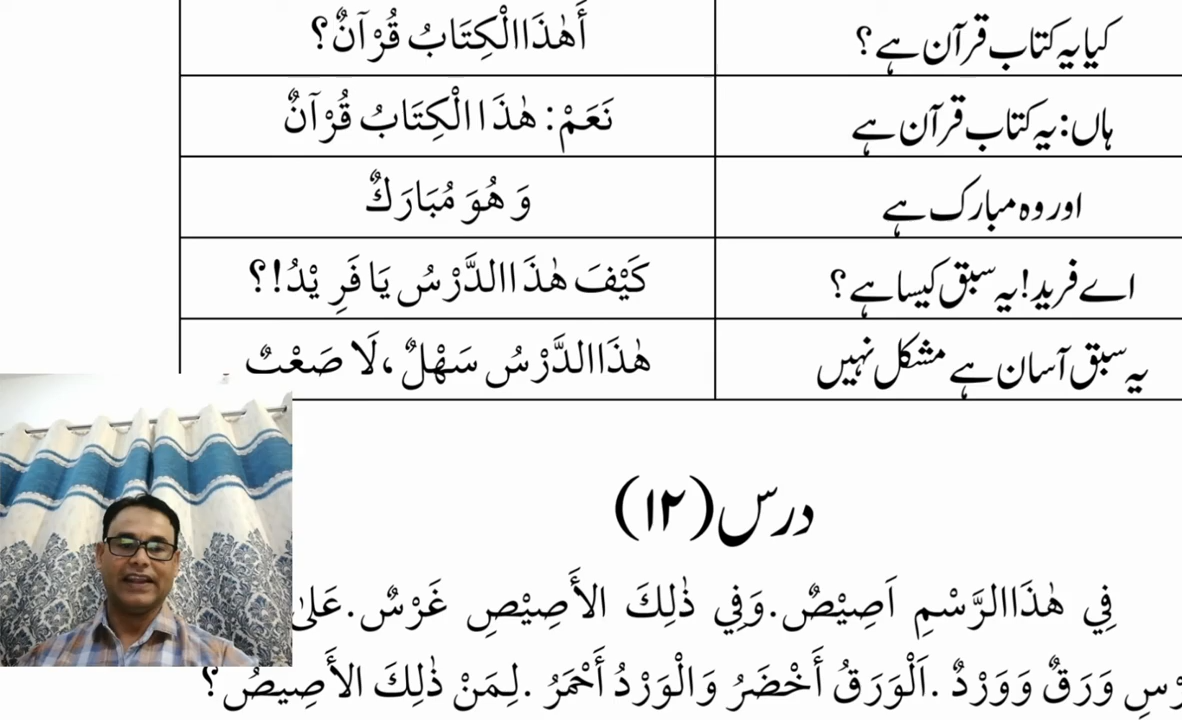 کیا یہ کتاب قرآن ہے؟ أَهٰذَا الْكِتَابُ قُرْآنٌ؟
ہاں: یہ کتاب قرآن ہے نَعَمْ: هٰذَا الْكِتَابُ قُرْآنٌ
اور وہ مبارک ہے وَ هُوَ مُبَارَكٌ
اے فرید! یہ سبق کیسا ہے؟ كَيْفَ هٰذَا الدَّرْسُ يَا فَرِيْدُ!؟
یہ سبق آسان ہے مشکل نہیں هٰذَا الدَّرْسُ سَهْلٌ، لَا صَعْبٌ
درس (۱۲)
فِي هٰذَا الرَّسْمِ اَصِيْصٌ. وَفِي ذٰلِكَ الأَصِيْصِ غَرْسٌ. عَلىٰ
وَرَقٌ وَوَرْدٌ. اَلْوَرَقُ أَخْضَرُ وَالْوَرْدُ أَحْمَرُ. لِمَنْ ذٰلِكَ الأَصِيصُ؟